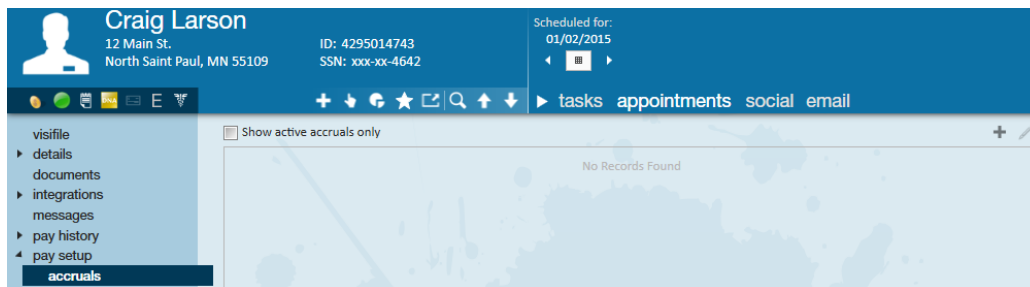 Craig Larson
12 Main St.
North Saint Paul, MN 55109
ID: 4295014743
SSN: xxx-xx-4642
Scheduled for:
01/02/2015
E
tasks appointments social email
visifile
details
documents
integrations
messages
pay history
pay setup
accruals
Show active accruals only
No Records Found